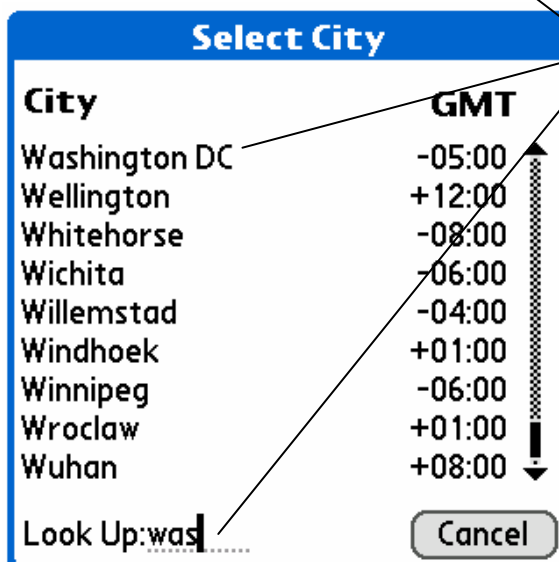 Select City
City GMT
Washington DC -05:00
Wellington +12:00
Whitehorse -08:00
Wichita -06:00
Willemstad -04:00
Windhoek +01:00
Winnipeg -06:00
Wroclaw +01:00
Wuhan +08:00
Look Up:was Cancel